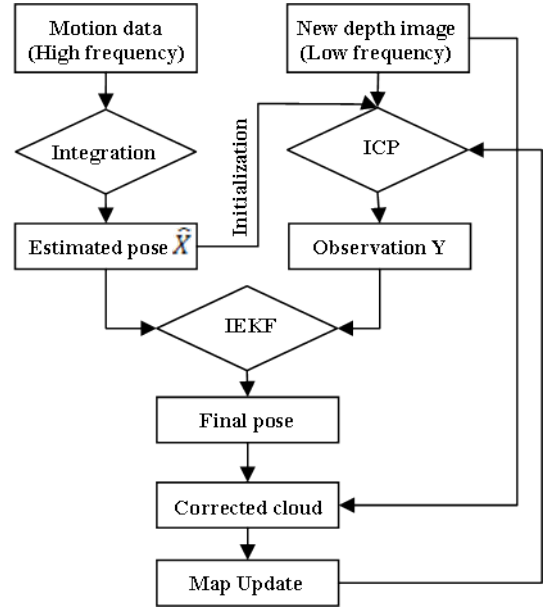 Motion data
(High frequency)
New depth image
(Low frequency)
Integration
Initialization
ICP
Estimated pose X̂
Observation Y
IEKF
Final pose
Corrected cloud
Map Update